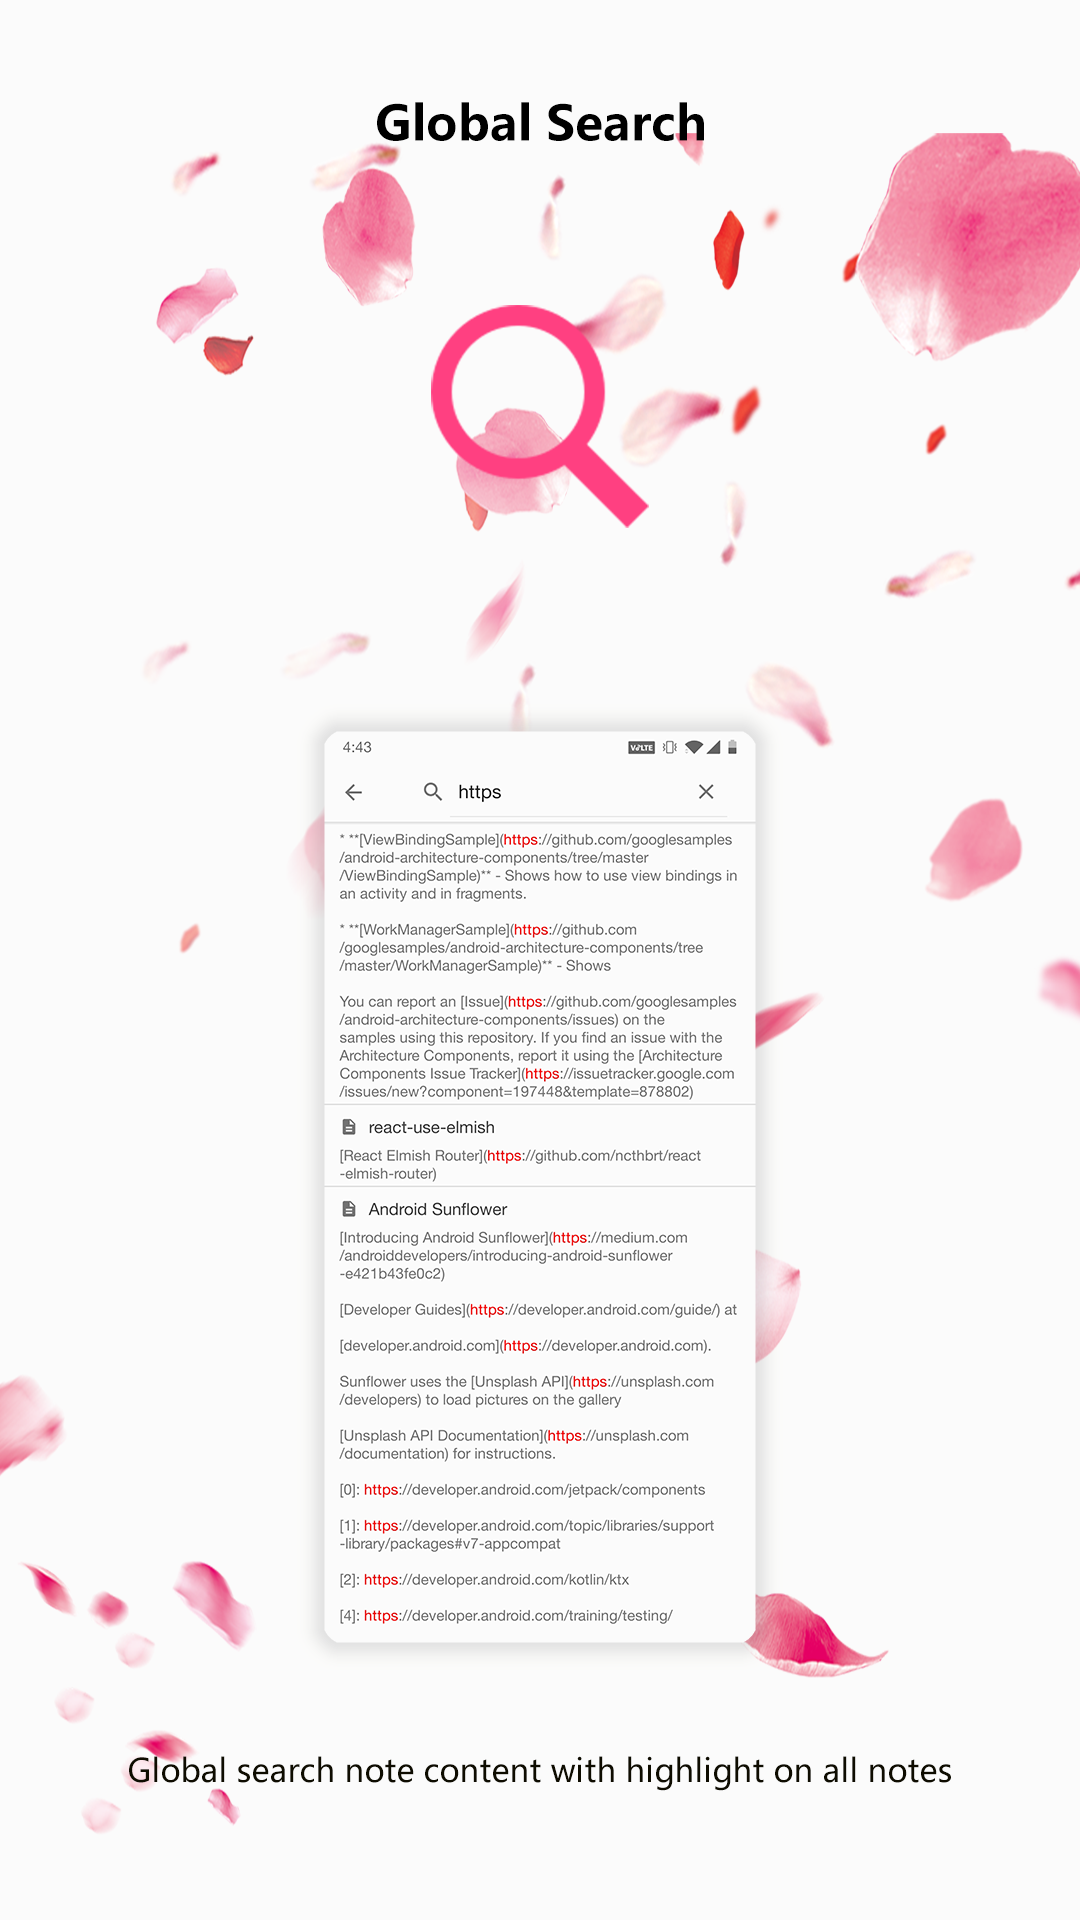 Global Search
4:43
VoLTE
https
* **[ViewBindingSample](https://github.com/googlesamples
/android-architecture-components/tree/master
/ViewBindingSample)** - Shows how to use view bindings in
an activity and in fragments.
* **[WorkManagerSample](https://github.com
/googlesamples/android-architecture-components/tree
/master/WorkManagerSample)** - Shows
You can report an [Issue](https://github.com/googlesamples
/android-architecture-components/issues) on the
samples using this repository. If you find an issue with the
Architecture Components, report it using the [Architecture
Components Issue Tracker](https://issuetracker.google.com
/issues/new?component=197448&template=878802)
react-use-elmish
[React Elmish Router](https://github.com/ncthbrt/react
-elmish-router)
Android Sunflower
[Introducing Android Sunflower](https://medium.com
/androiddevelopers/introducing-android-sunflower
-e421b43fe0c2)
[Developer Guides](https://developer.android.com/guide/) at
[developer.android.com](https://developer.android.com).
Sunflower uses the [Unsplash API](https://unsplash.com
/developers) to load pictures on the gallery
[Unsplash API Documentation](https://unsplash.com
/documentation) for instructions.
[0]: https://developer.android.com/jetpack/components
[1]: https://developer.android.com/topic/libraries/support
-library/packages#v7-appcompat
[2]: https://developer.android.com/kotlin/ktx
[4]: https://developer.android.com/training/testing/
Global search note content with highlight on all notes